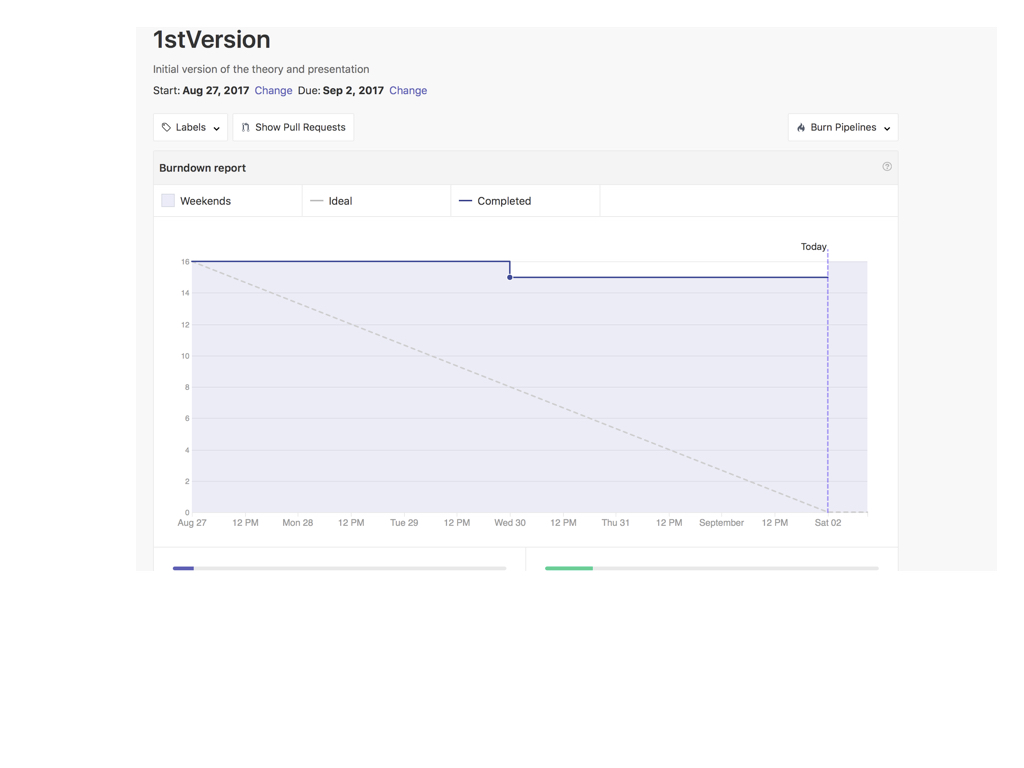 1stVersion
Initial version of the theory and presentation
Start: Aug 27, 2017 Change Due: Sep 2, 2017 Change
Labels Show Pull Requests Burn Pipelines
Burndown report
Weekends Ideal Completed
Today
16
14
12
10
8
6
4
2
0
Aug 27 12 PM Mon 28 12 PM Tue 29 12 PM Wed 30 12 PM Thu 31 12 PM September 12 PM Sat 02